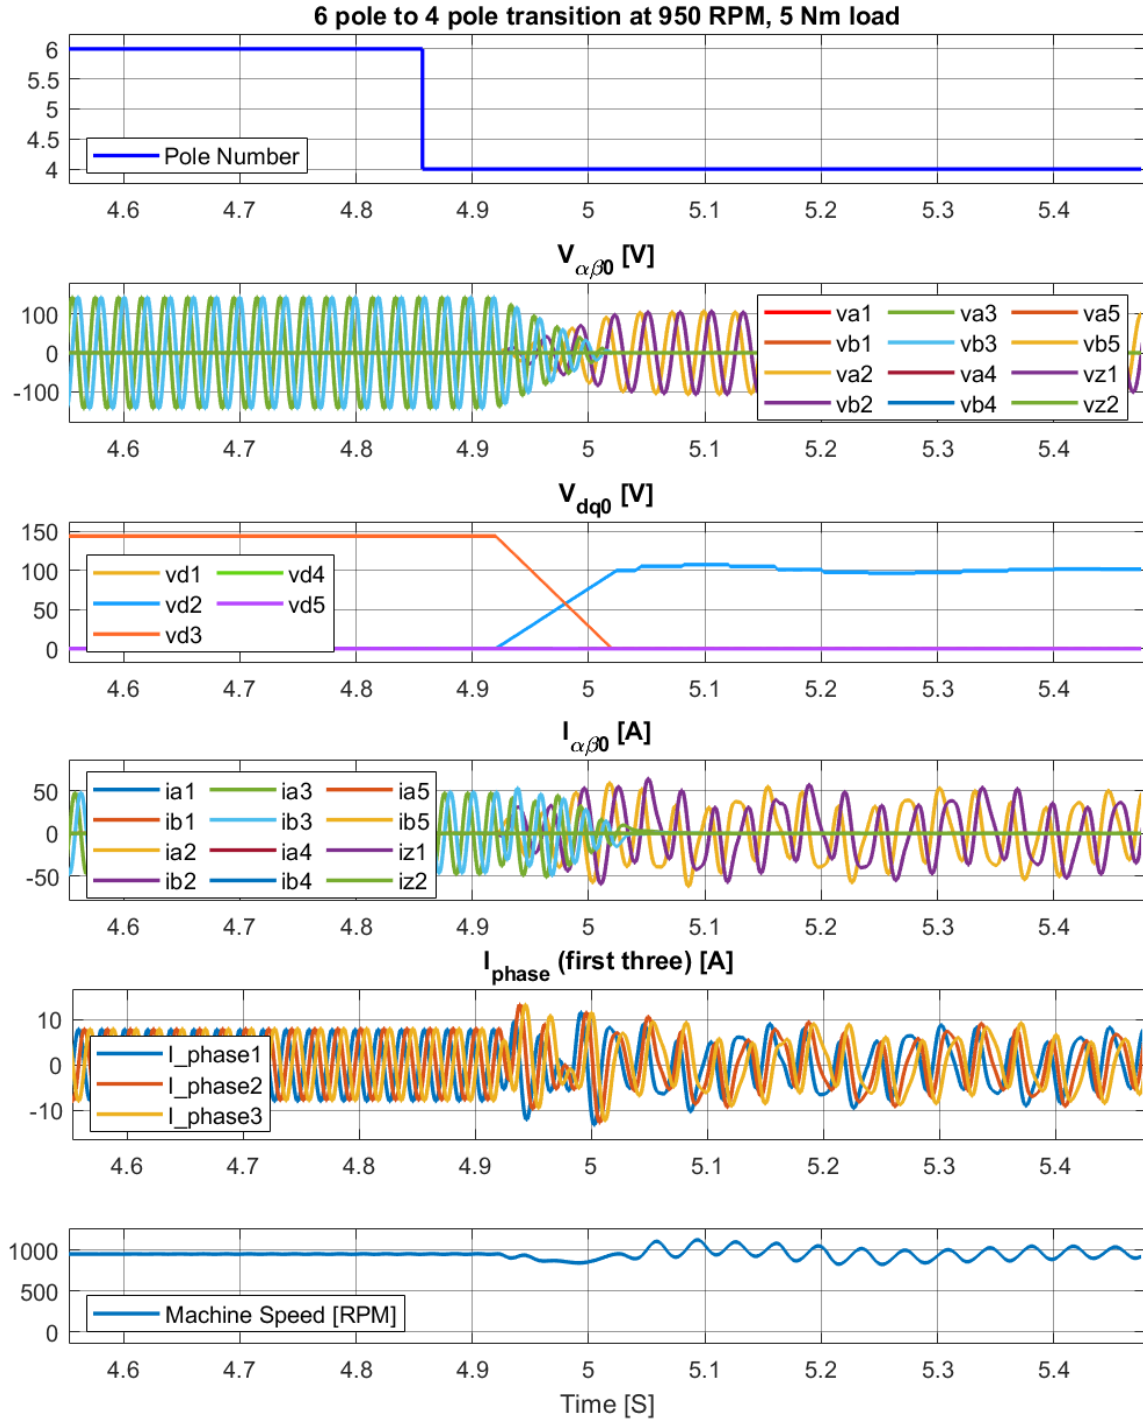 6 pole to 4 pole transition at 950 RPM, 5 Nm load
6
5.5
5
4.5
4
Pole Number
4.6 4.7 4.8 4.9 5 5.1 5.2 5.3 5.4
Vαβ0 [V]
100
0
-100
va1 va3 va5
vb1 vb3 vb5
va2 va4 vz1
vb2 vb4 vz2
4.6 4.7 4.8 4.9 5 5.1 5.2 5.3 5.4
Vdq0 [V]
150
100
50
0
vd1 vd4
vd2 vd5
vd3
4.6 4.7 4.8 4.9 5 5.1 5.2 5.3 5.4
Iαβ0 [A]
50
0
-50
ia1 ia3 ia5
ib1 ib3 ib5
ia2 ia4 iz1
ib2 ib4 iz2
4.6 4.7 4.8 4.9 5 5.1 5.2 5.3 5.4
Iphase (first three) [A]
10
0
-10
I_phase1
I_phase2
I_phase3
4.6 4.7 4.8 4.9 5 5.1 5.2 5.3 5.4
1000
500
0
Machine Speed [RPM]
4.6 4.7 4.8 4.9 5 5.1 5.2 5.3 5.4
Time [S]